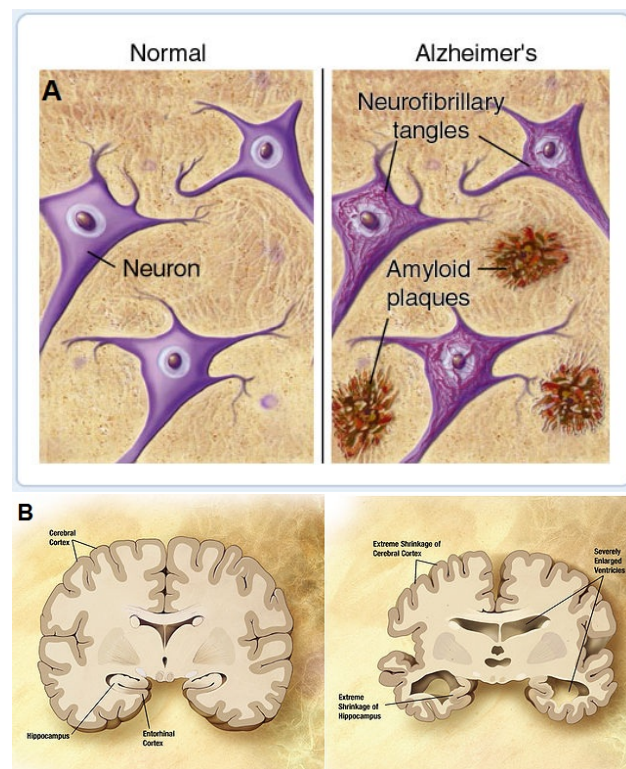 Normal
Alzheimer's
A
Neurofibrillary
tangles
Neuron
Amyloid
plaques
B
Cerebral
Cortex
Hippocampus
Entorhinal
Cortex
Extreme Shrinkage of
Cerebral Cortex
Severely
Enlarged
Ventricles
Extreme
Shrinkage of
Hippocampus